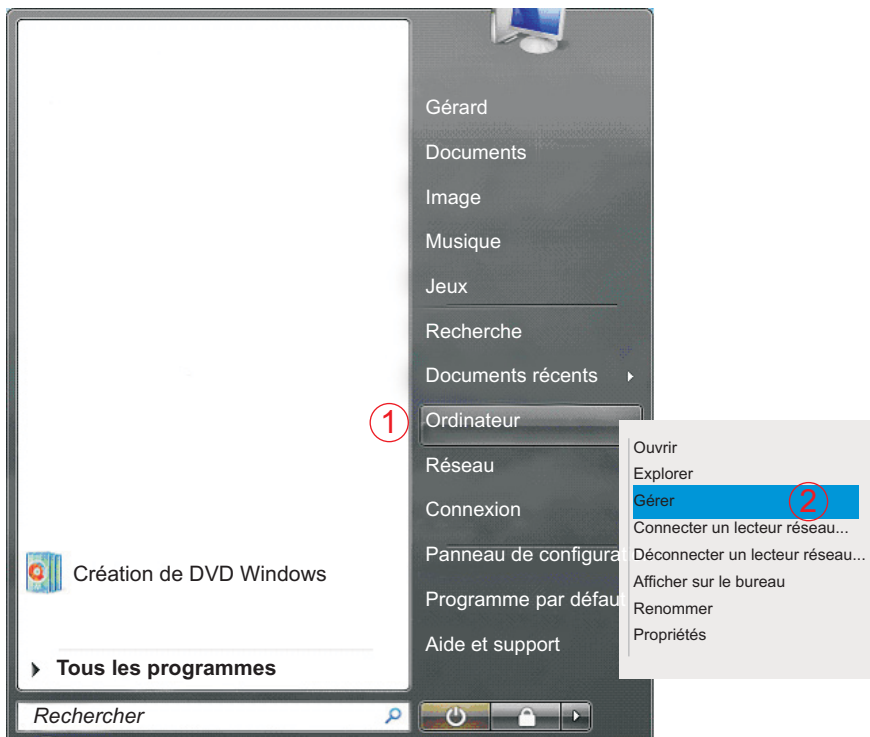 Gérard
Documents
Image
Musique
Jeux
Recherche
Documents récents
1
Ordinateur
Réseau
Connexion
Panneau de configurat
Programme par défaut
Aide et support
Ouvrir
Explorer
Gérer
2
Connecter un lecteur réseau...
Déconnecter un lecteur réseau...
Afficher sur le bureau
Renommer
Propriétés
Création de DVD Windows
Tous les programmes
Rechercher